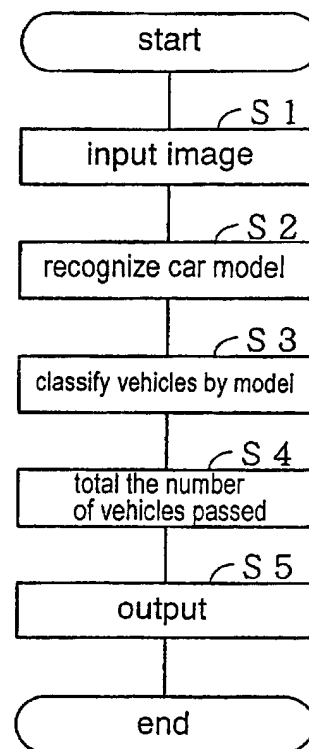 start
S 1
input image
S 2
recognize car model
S 3
classify vehicles by model
S 4
total the number
of vehicles passed
S 5
output
end